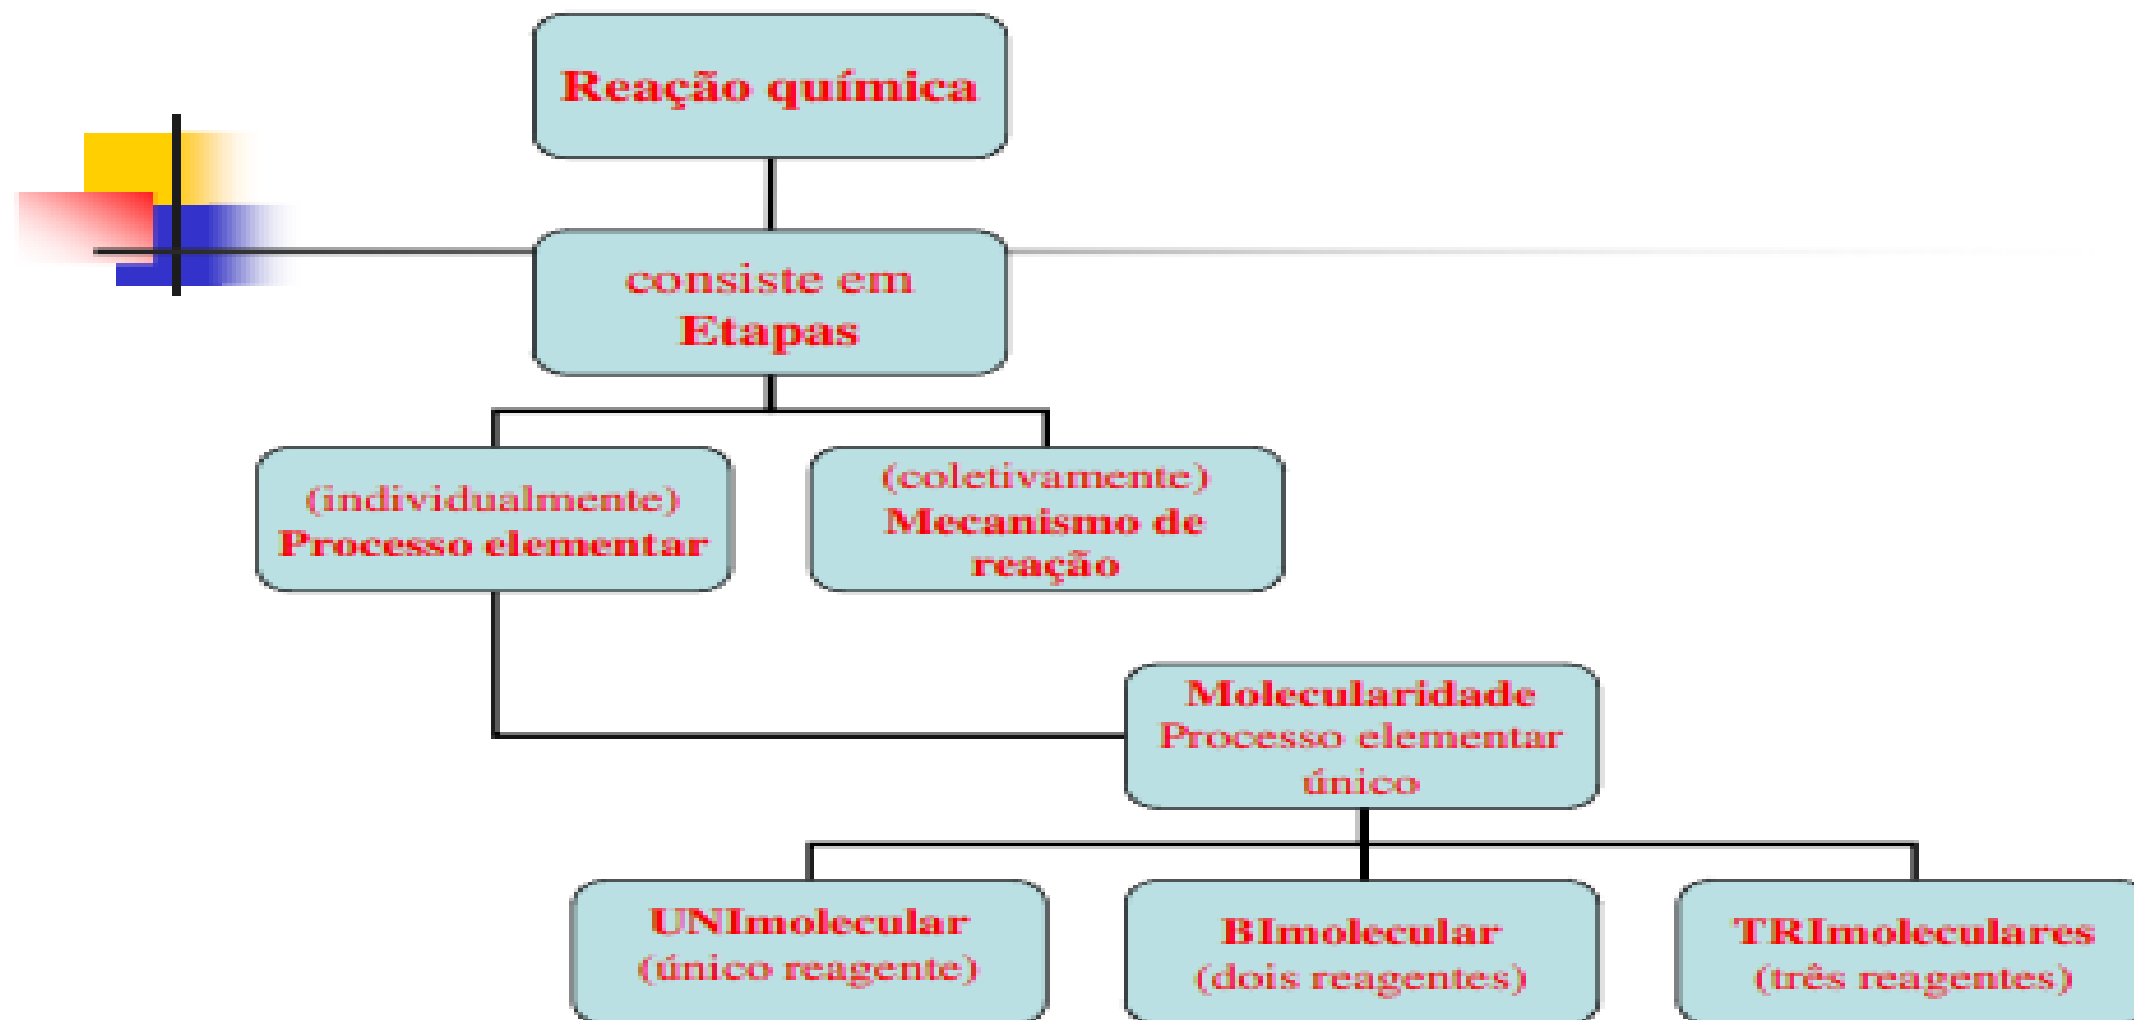 Reação química
consiste em
Etapas
(individualmente)
Processo elementar
(coletivamente)
Mecanismo de
reação
Molecularidade
Processo elementar
único
UNImolecular
(único reagente)
BImolecular
(dois reagentes)
TRImoleculares
(três reagentes)